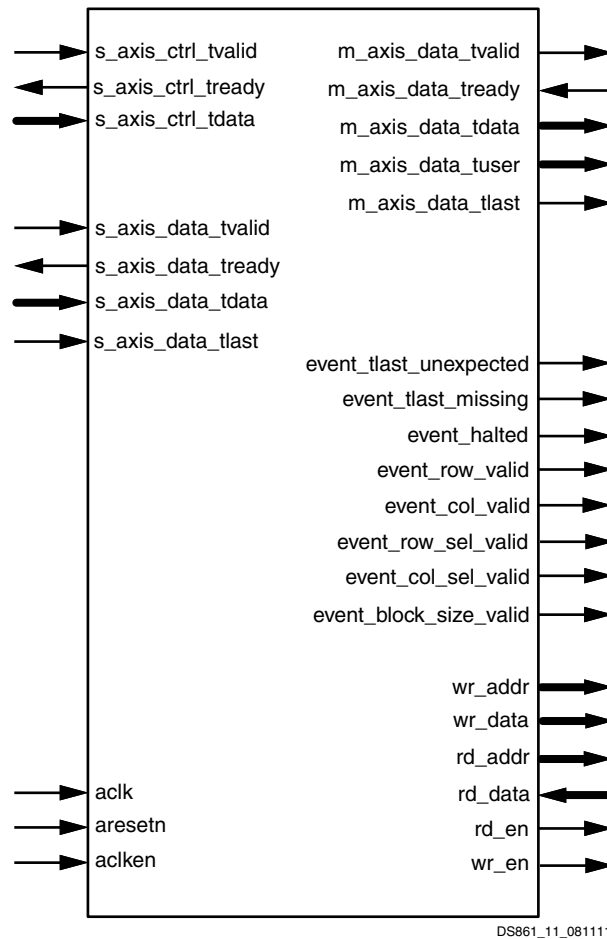 s_axis_ctrl_tvalid
s_axis_ctrl_tready
s_axis_ctrl_tdata
s_axis_data_tvalid
s_axis_data_tready
s_axis_data_tdata
s_axis_data_tlast
aclk
aresetn
aclken
m_axis_data_tvalid
m_axis_data_tready
m_axis_data_tdata
m_axis_data_tuser
m_axis_data_tlast
event_tlast_unexpected
event_tlast_missing
event_halted
event_row_valid
event_col_valid
event_row_sel_valid
event_col_sel_valid
event_block_size_valid
wr_addr
wr_data
rd_addr
rd_data
rd_en
wr_en
DS861_11_081111